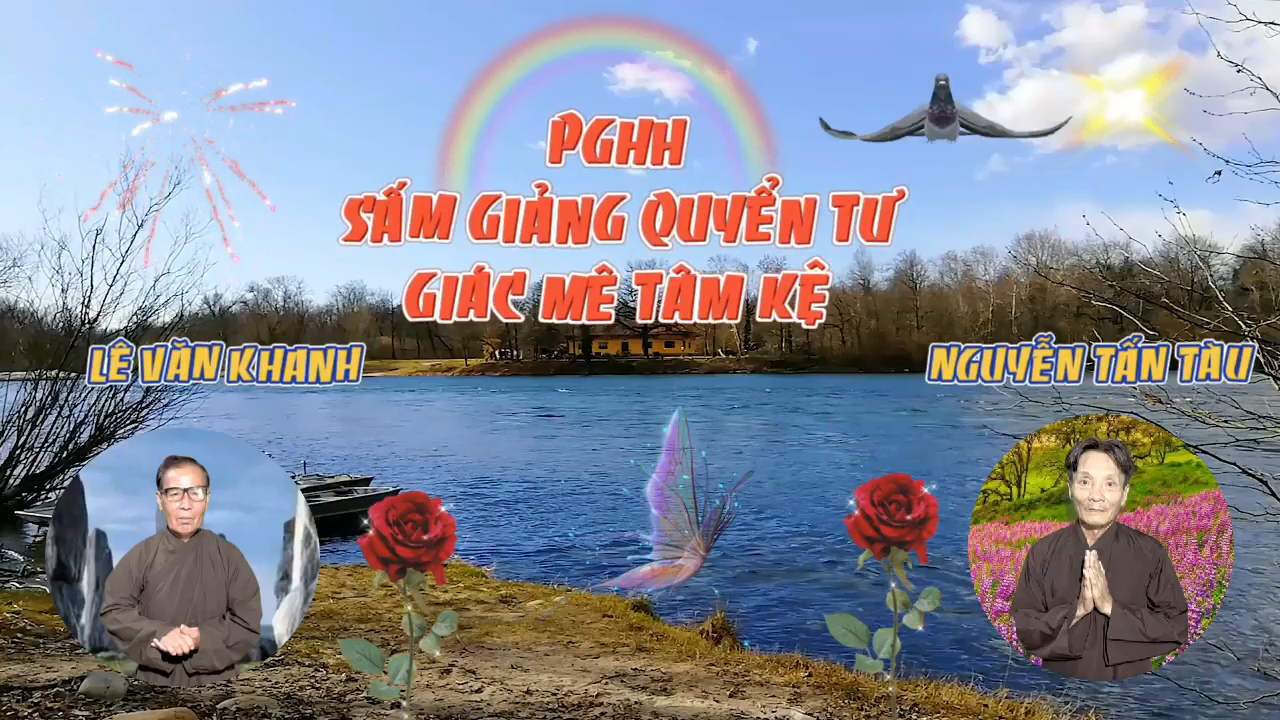 PGHH
SẤM GIẢNG QUYỂN TƯ
GIÁC MÊ TÂM KỆ
LÊ VĂN KHANH
NGUYỄN TẤN TÀU